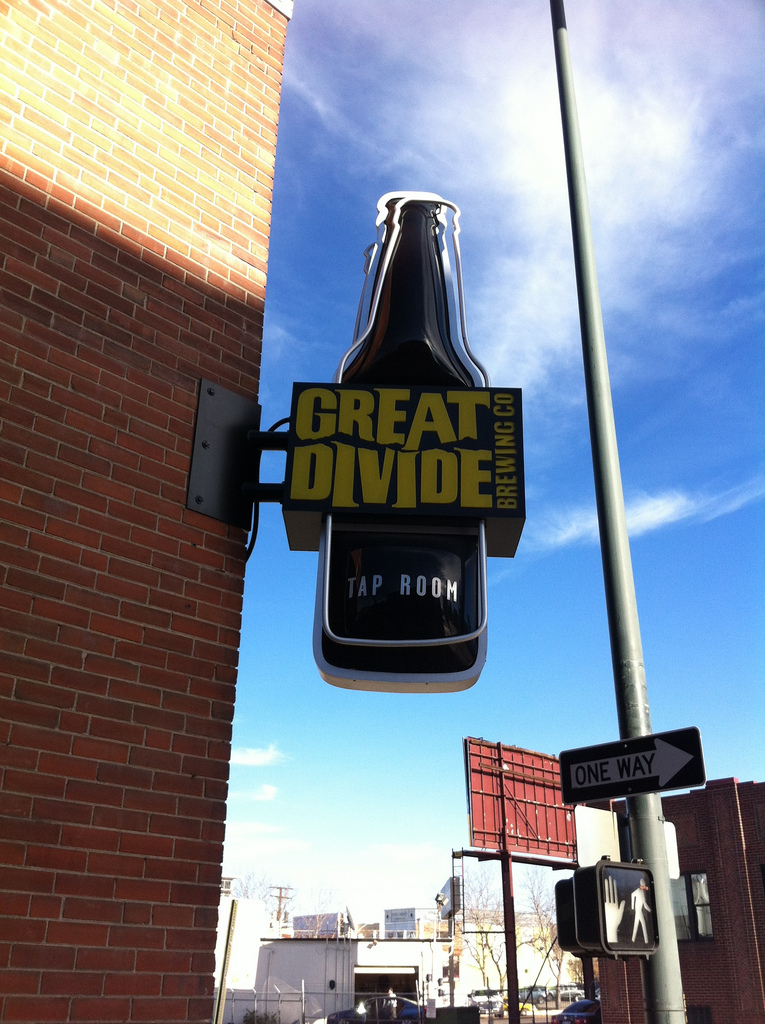 GREAT
DIVIDE
BREWING CO
TAP ROOM
ONE WAY